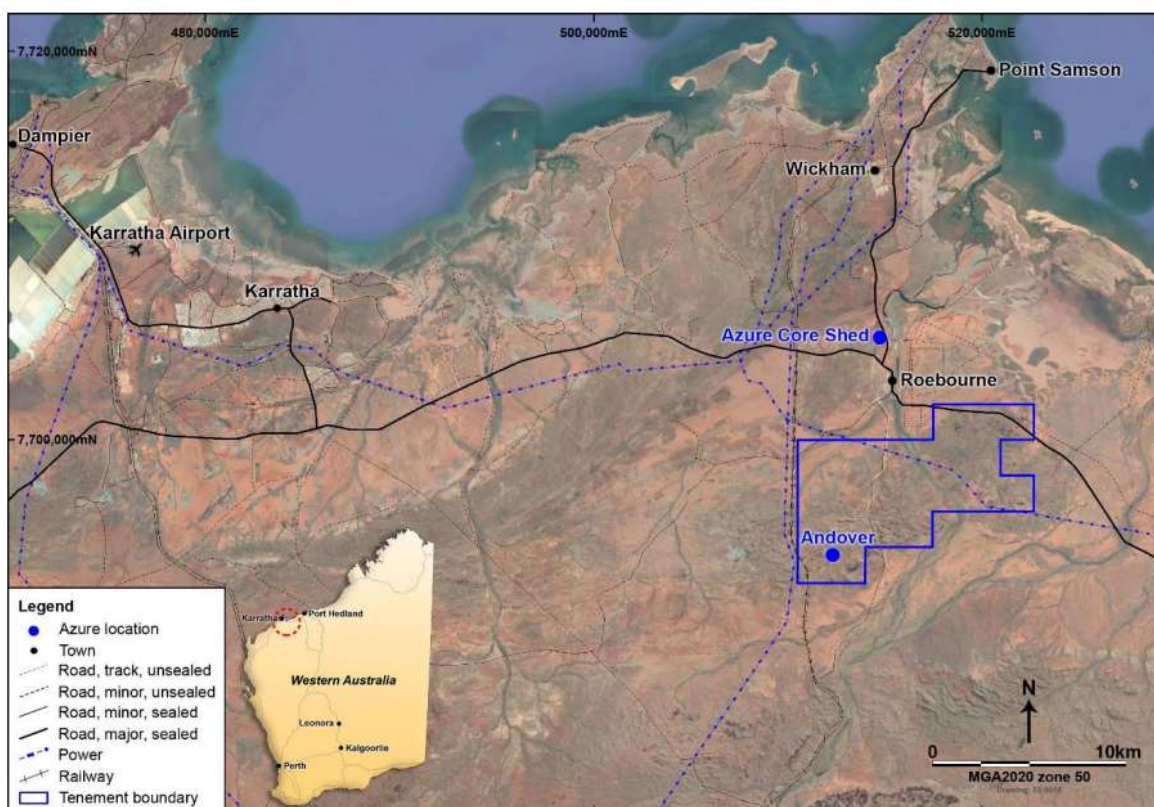 480,000mE
500,000mE
520,000mE
7,720,000mN
Point Samson
Dampier
Wickham
Karratha Airport
Karratha
Azure Core Shed
Roebourne
7,700,000mN
Andover
Legend
Azure location
Town
Road, track, unsealed
Road, minor, unsealed
Road, minor, sealed
Road, major, sealed
Power
Railway
Tenement boundary
Karratha
Port Hedland
Western Australia
Leonora
Kalgoorlie
Perth
N
0 10km
MGA2020 zone 50